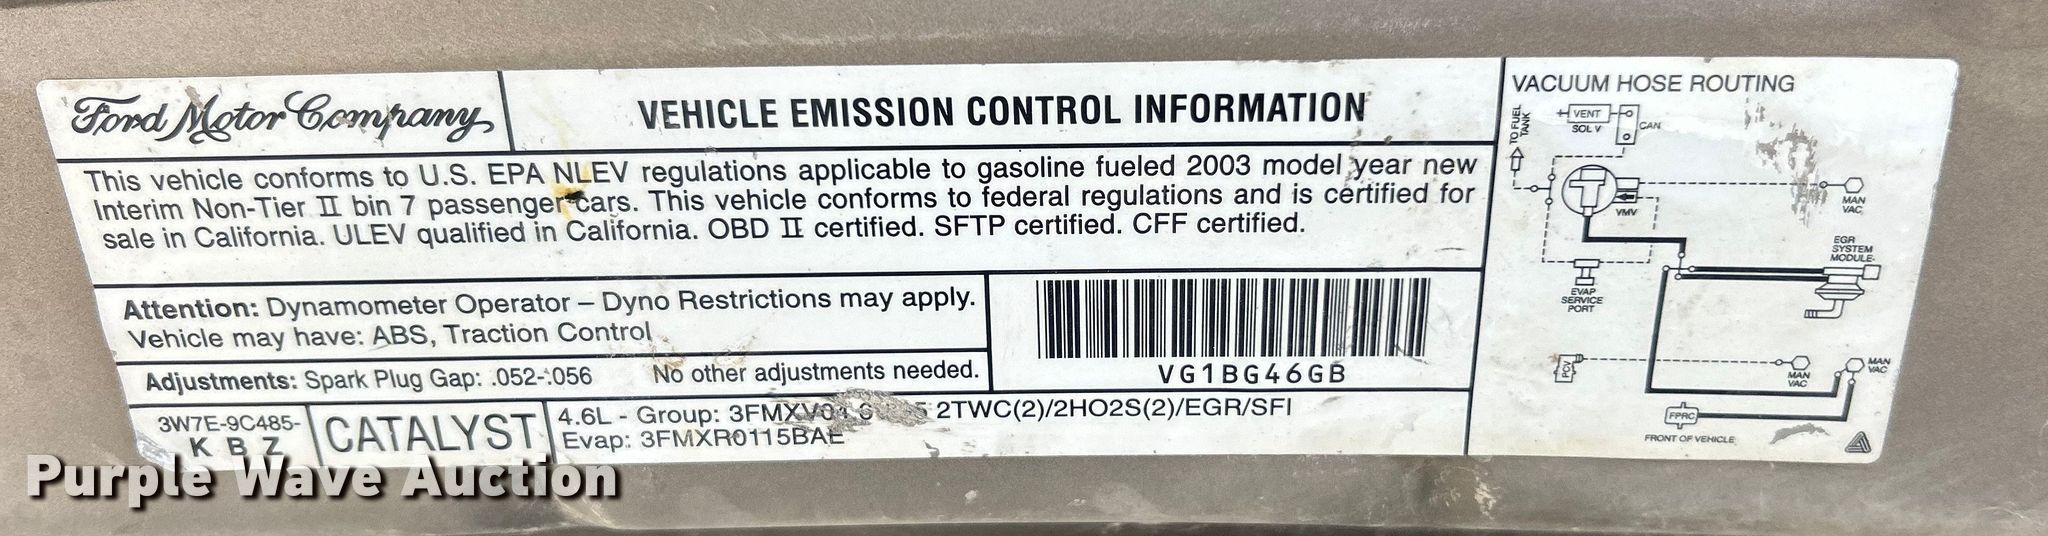 Ford Motor Company
VEHICLE EMISSION CONTROL INFORMATION
This vehicle conforms to U.S. EPA NLEV regulations applicable to gasoline fueled 2003 model year new
Interim Non-Tier II bin 7 passenger cars. This vehicle conforms to federal regulations and is certified for
sale in California. ULEV qualified in California. OBD II certified. SFTP certified. CFF certified.
Attention: Dynamometer Operator – Dyno Restrictions may apply.
Vehicle may have: ABS, Traction Control
Adjustments: Spark Plug Gap: .052-.056 No other adjustments needed.
VG1BG46GB
3W7E-9C485-
K B Z
CATALYST
4.6L - Group: 2TWC(2)/2HO2S(2)/EGR/SFI
Evap: 3FMXR0115BAE
VACUUM HOSE ROUTING
TO FUEL
TANK
VENT
SOL V
CAN
VMV
MAN
VAC
EGR
SYSTEM
MODULE
EVAP
SERVICE
PORT
PCV
MAN
VAC
MAN
VAC
FPRC
FRONT OF VEHICLE
Purple Wave Auction